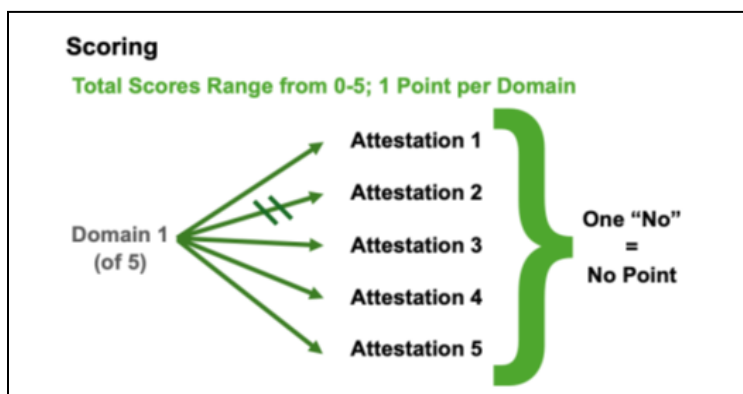 Scoring
Total Scores Range from 0-5; 1 Point per Domain
Domain 1
(of 5)
Attestation 1
Attestation 2
Attestation 3
Attestation 4
Attestation 5
One “No”
=
No Point